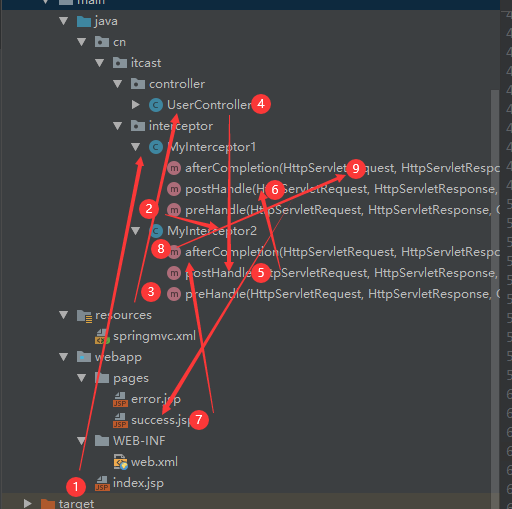 main
java
cn
itcast
controller
UserController 4
interceptor
MyInterceptor1
afterCompletion(HttpServletRequest, HttpServletRespo 9
postHandle(HttpServletRequest, HttpServletResponse, 6
preHandle(HttpServletRequest, HttpServletResponse, O
2
MyInterceptor2
8 afterCompletion(HttpServletRequest, HttpServletRespo
postHandle(HttpServletRequest, HttpServletResponse, 5
3 preHandle(HttpServletRequest, HttpServletResponse, O
resources
springmvc.xml
webapp
pages
error.jsp
success.jsp 7
WEB-INF
web.xml
1 index.jsp
target